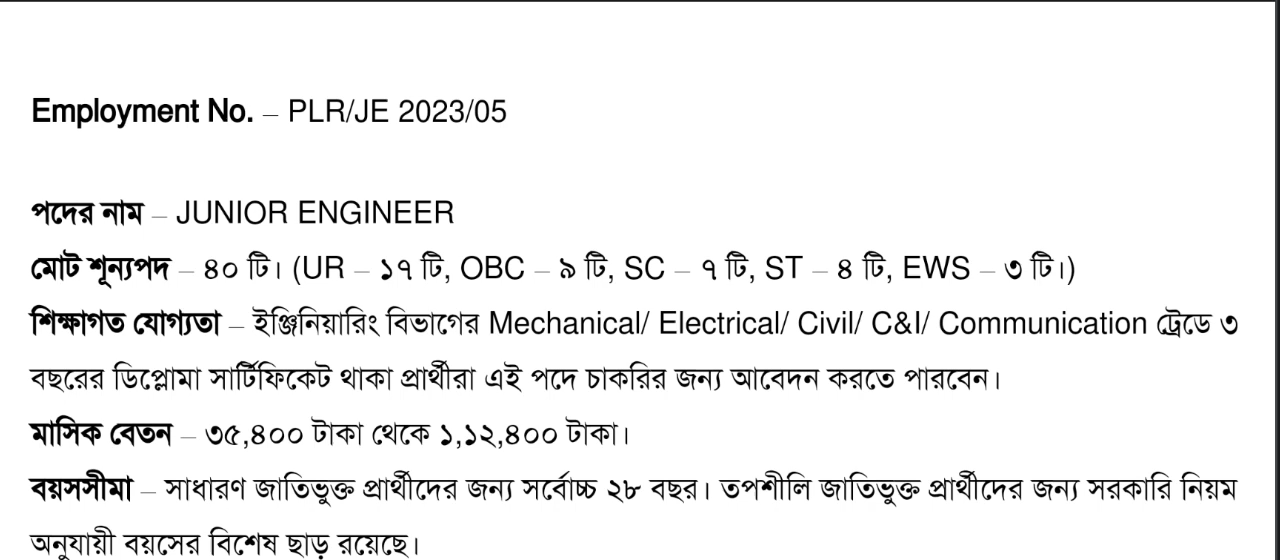 Employment No. – PLR/JE 2023/05
পদের নাম – JUNIOR ENGINEER
মোট শূন্যপদ – ৪০ টি। (UR – ১৭ টি, OBC – ৯ টি, SC – ৭ টি, ST – ৪ টি, EWS – ৩ টি।)
শিক্ষাগত যোগ্যতা – ইঞ্জিনিয়ারিং বিভাগের Mechanical/ Electrical/ Civil/ C&I/ Communication ট্রেডে ৩
বছরের ডিপ্লোমা সার্টিফিকেট থাকা প্রার্থীরা এই পদে চাকরির জন্য আবেদন করতে পারবেন।
মাসিক বেতন – ৩৫,৪০০ টাকা থেকে ১,১২,৪০০ টাকা।
বয়সসীমা – সাধারণ জাতিভুক্ত প্রার্থীদের জন্য সর্বোচ্চ ২৮ বছর। তপশীলি জাতিভুক্ত প্রার্থীদের জন্য সরকারি নিয়ম
অনুযায়ী বয়সের বিশেষ ছাড় রয়েছে।